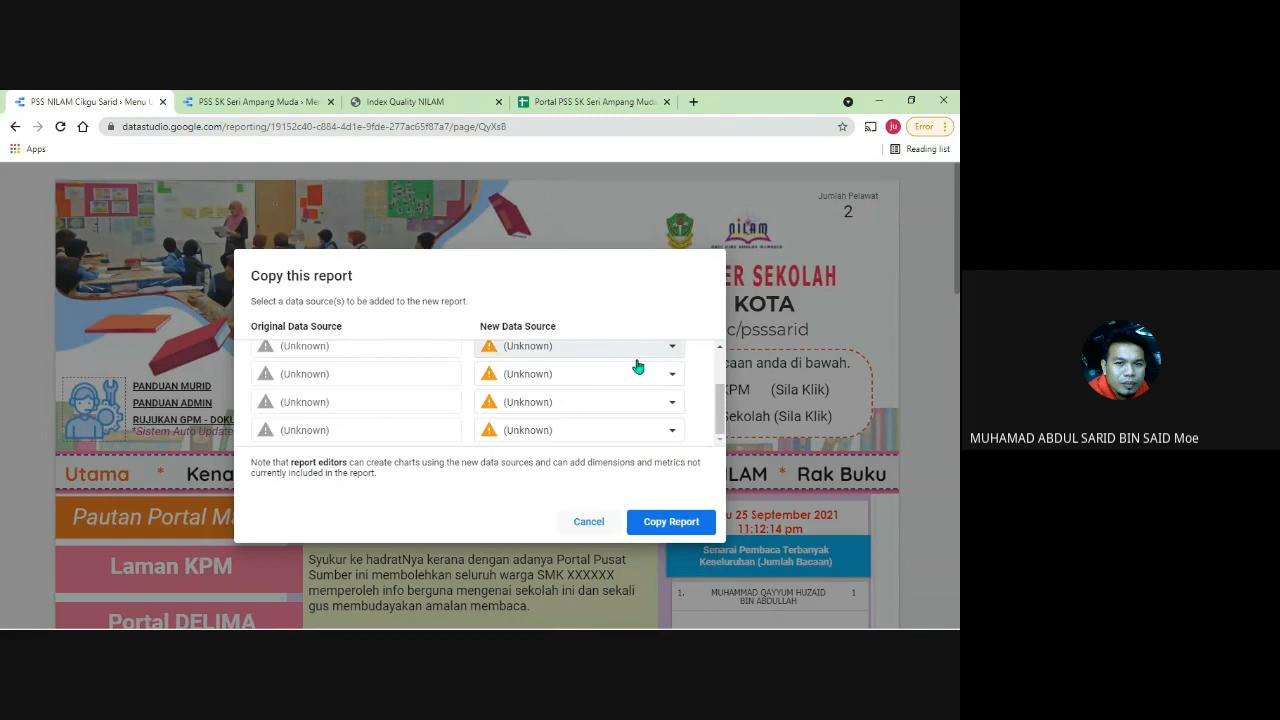 PSS NILAM Cikgu Sarid › Menu U
PSS SK Seri Ampang Muda › Me
Index Quality NILAM
Portal PSS SK Seri Ampang Muda
datastudio.google.com/reporting/19152c40-c884-4d1e-9fde-277ac65f87a7/page/QyXsB
ju
Error
Apps
Reading list
Jumlah Pelawat
2
nilam
ER SEKOLAH
KOTA
c/psssarid
caan anda di bawah.
KPM (Sila Klik)
ekolah (Sila Klik)
PANDUAN MURID
PANDUAN ADMIN
RUJUKAN GPM - DOKU
*Sistem Auto Update
Copy this report
Select a data source(s) to be added to the new report.
Original Data Source
New Data Source
(Unknown) (Unknown)
(Unknown) (Unknown)
(Unknown) (Unknown)
(Unknown) (Unknown)
Note that report editors can create charts using the new data sources and can add dimensions and metrics not
currently included in the report.
Cancel
Copy Report
Utama * Kena
ILAM * Rak Buku
Pautan Portal Ma
Laman KPM
Portal DELIMA
Syukur ke hadratNya kerana dengan adanya Portal Pusat
Sumber ini membolehkan seluruh warga SMK XXXXXX
memperoleh info berguna mengenai sekolah ini dan sekali
gus membudayakan amalan membaca.
u 25 September 2021
11:12:14 pm
Senarai Pembaca Terbanyak
Keseluruhan (Jumlah Bacaan)
1. MUHAMMAD QAYYUM HUZAID 1
BIN ABDULLAH
MUHAMAD ABDUL SARID BIN SAID Moe